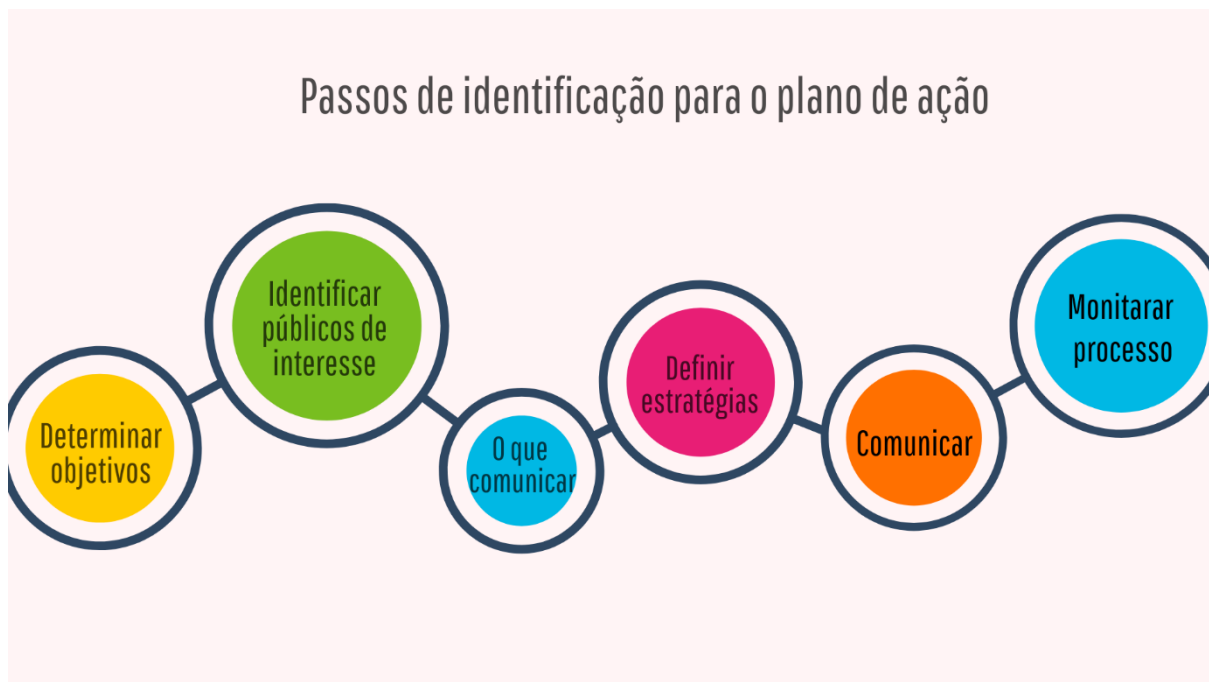 Passos de identificação para o plano de ação
Determinar
objetivos
Identificar
públicos de
interesse
O que
comunicar
Definir
estratégias
Comunicar
Monitarar
processo